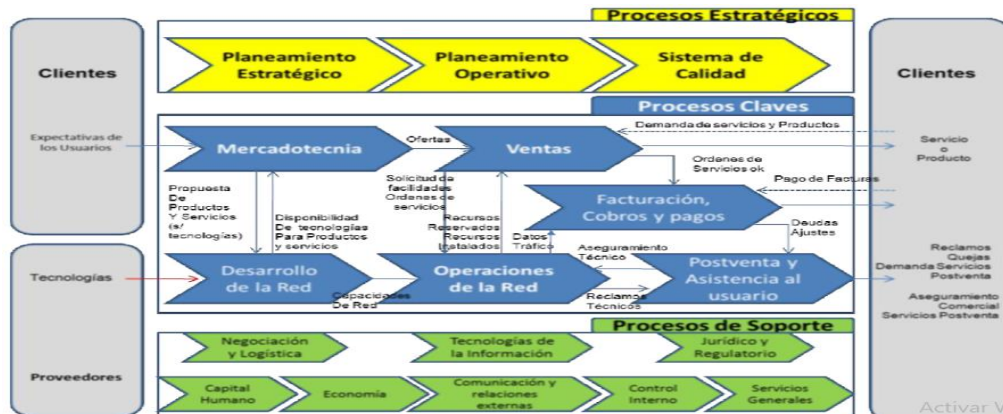 Procesos Estratégicos
Clientes
Planeamiento
Estratégico
Planeamiento
Operativo
Sistema de
Calidad
Clientes
Procesos Claves
Expectativas de
los Usuarios
Mercadotecnia
Ofertas
Ventas
Demanda de servicios y Productos
Servicio
o
Producto
Propuesta
De
Productos
Y Servicios
(s/
tecnologías)
Disponibilidad
De tecnologías
Para Productos
y servicios
Solicitud de
facilidades
Ordenes de
servicios
Recursos
Reservados
Recursos
Instalados
Datos
Tráfico
Ordenes de
Servicios ok
Pago de Facturas
Facturación,
Cobros y pagos
Deudas
Ajustes
Aseguramiento
Técnico
Tecnologías
Desarrollo
de la Red
Capacidades
De Red
Operaciones
de la Red
Reclamos
Técnicos
Postventa y
Asistencia al
usuario
Reclamos
Quejas
Demanda Servicios
Postventa
Aseguramiento
Comercial
Servicios Postventa
Procesos de Soporte
Proveedores
Negociación
y Logística
Tecnologías de
la Información
Jurídico y
Regulatorio
Capital
Humano
Economía
Comunicación y
relaciones
externas
Control
Interno
Servicios
Generales
Activar V